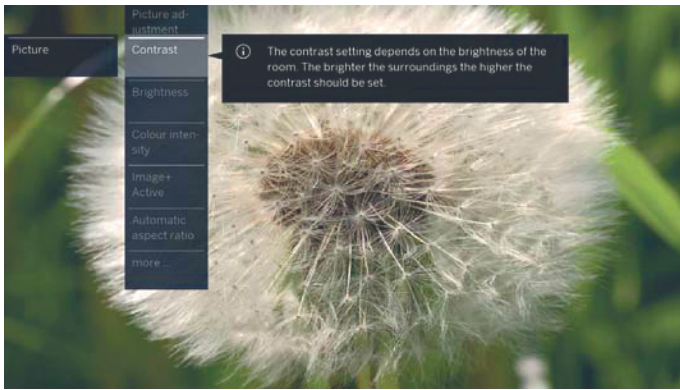 Picture ad-
justment
Picture
Contrast
The contrast setting depends on the brightness of the
room. The brighter the surroundings the higher the
contrast should be set.
Brightness
Colour inten-
sity
Image+
Active
Automatic
aspect ratio
more ...